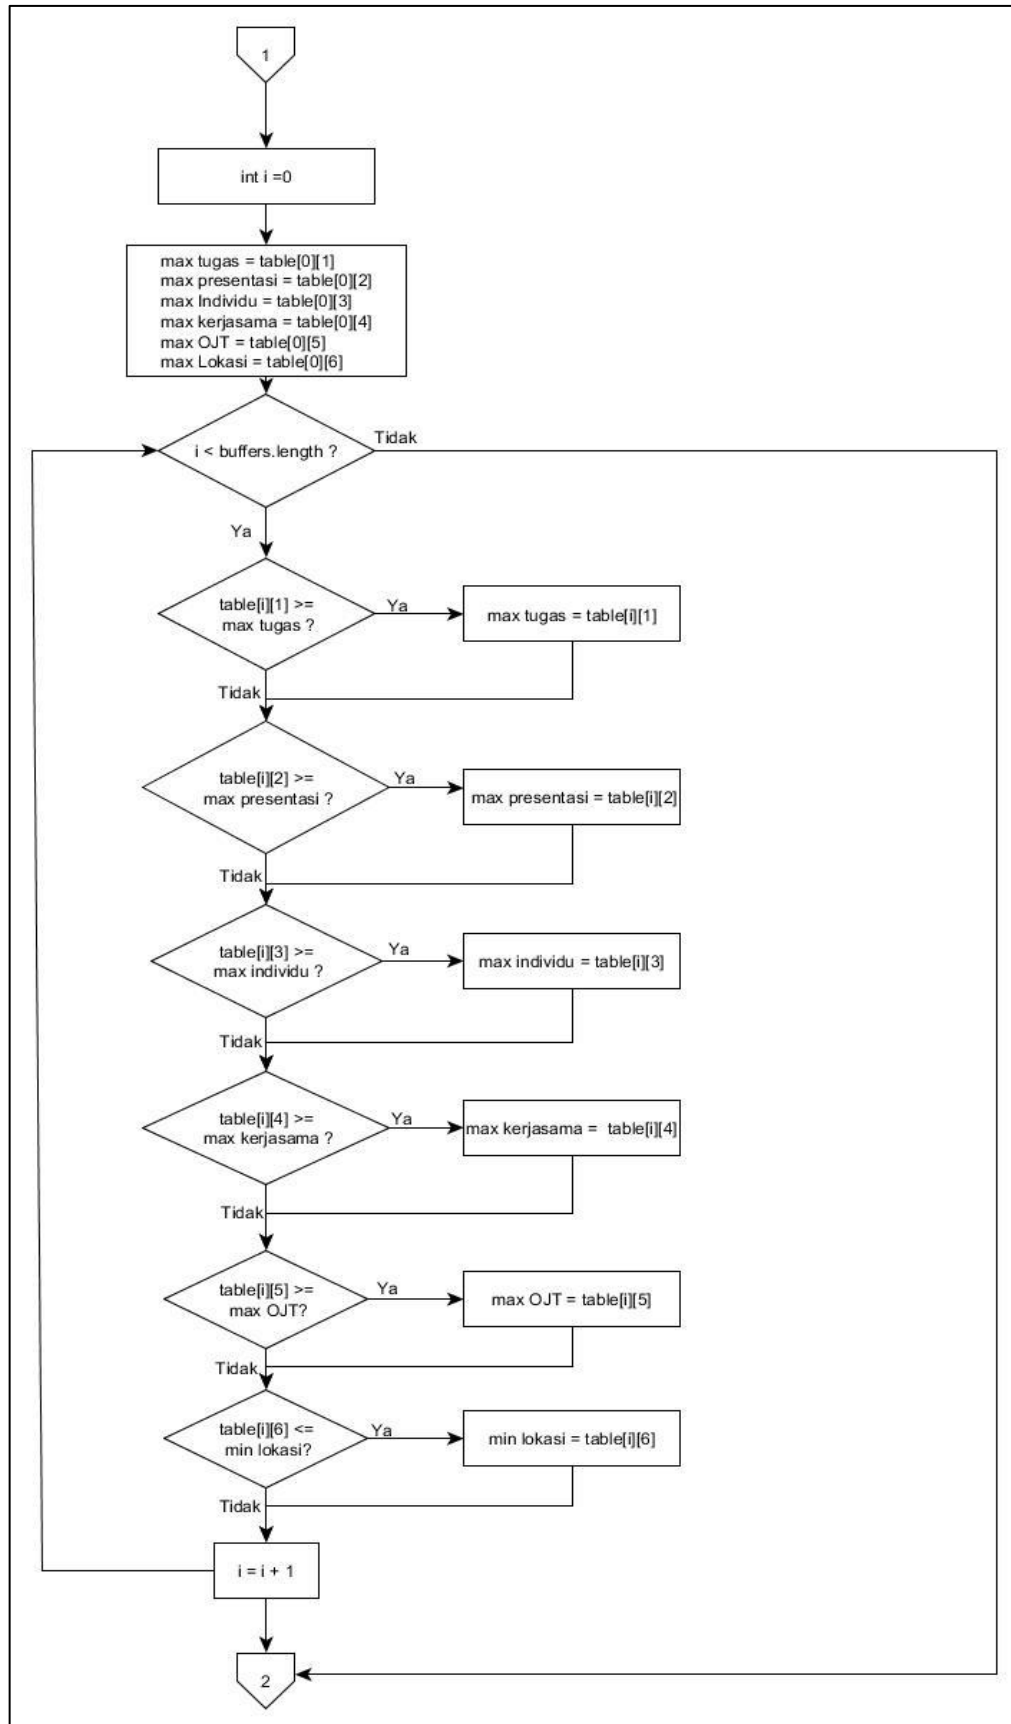 1
int i =0
max tugas = table[0][1]
max presentasi = table[0][2]
max Individu = table[0][3]
max kerjasama = table[0][4]
max OJT = table[0][5]
max Lokasi = table[0][6]
i < buffers.length ?
Tidak
Ya
table[i][1] >=
max tugas ?
Ya
max tugas = table[i][1]
Tidak
table[i][2] >=
max presentasi ?
Ya
max presentasi = table[i][2]
Tidak
table[i][3] >=
max individu ?
Ya
max individu = table[i][3]
Tidak
table[i][4] >=
max kerjasama ?
Ya
max kerjasama =  table[i][4]
Tidak
table[i][5] >=
max OJT?
Ya
max OJT = table[i][5]
Tidak
table[i][6] <=
min lokasi?
Ya
min lokasi = table[i][6]
Tidak
i = i + 1
2